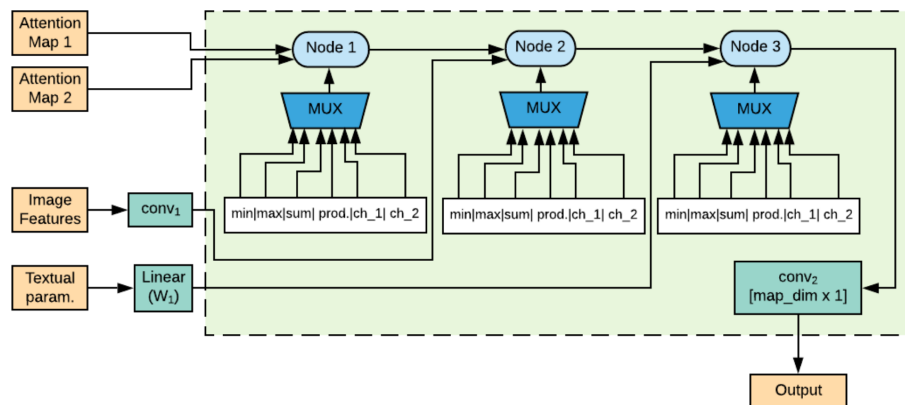 Attention
Map 1
Attention
Map 2
Node 1
Node 2
Node 3
MUX
MUX
MUX
Image
Features
conv₁
min|max|sum| prod.|ch_1| ch_2
min|max|sum| prod.|ch_1| ch_2
min|max|sum| prod.|ch_1| ch_2
Textual
param.
Linear
(W₁)
conv₂
[map_dim x 1]
Output